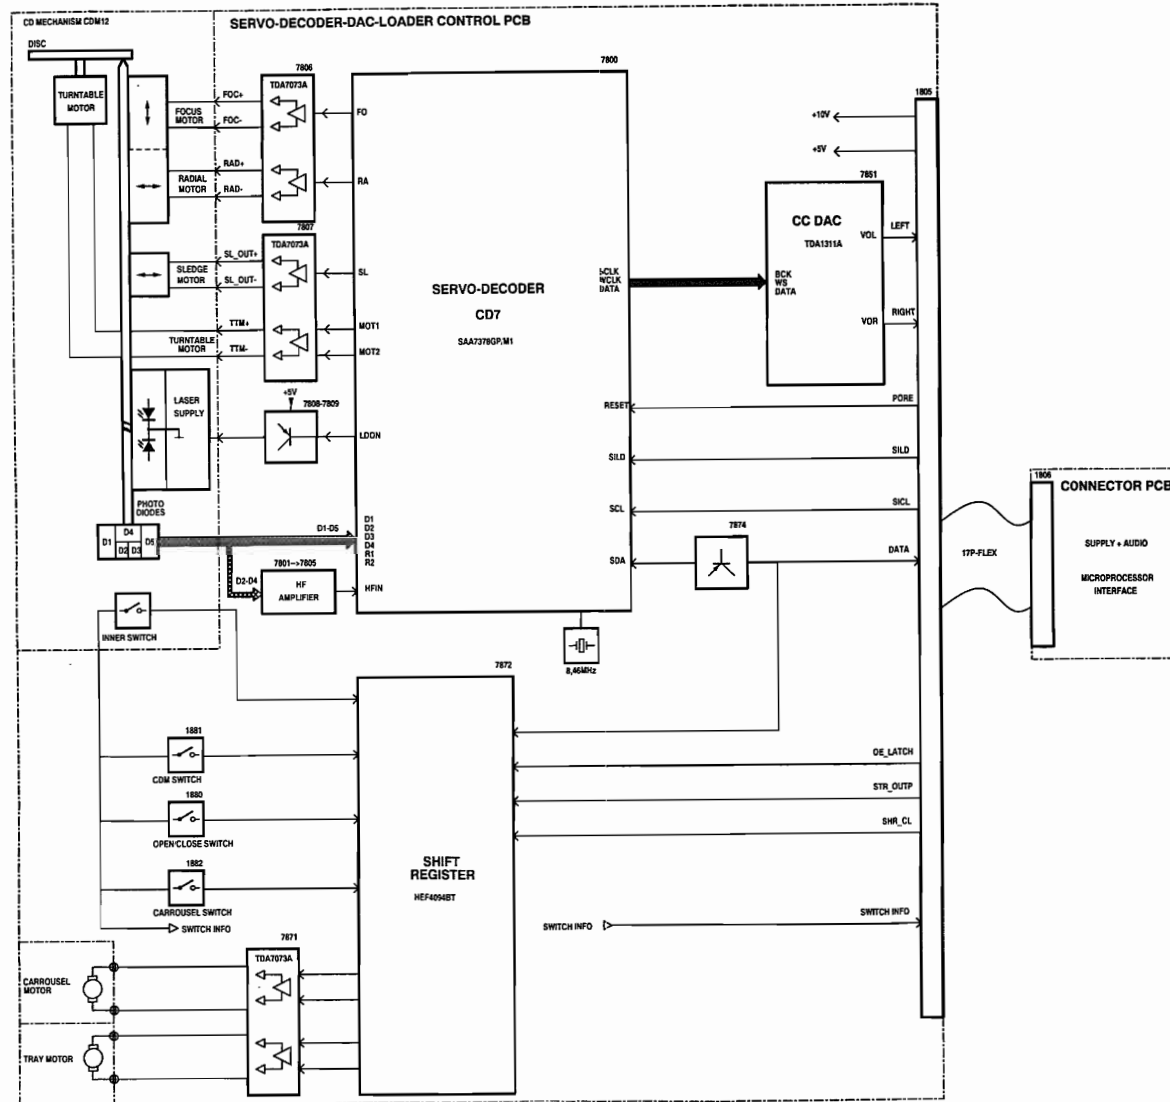 CD MECHANISM CDM12
SERVO-DECODER-DAC-LOADER CONTROL PCB
DISC
TURNTABLE
MOTOR
FOCUS
MOTOR
RADIAL
MOTOR
SLEDGE
MOTOR
TURNTABLE
MOTOR
FOC+
FOC-
RAD+
RAD-
SL_OUT+
SL_OUT-
TTM+
TTM-
7806
TDA7073A
7807
TDA7073A
+5V
7808-7809
LASER
SUPPLY
PHOTO
DIODES
D1
D4
D2
D3
D5
D1-D5
D2-D4
7801->7805
HF
AMPLIFIER
INNER SWITCH
7800
FO
RA
SL
MOT1
MOT2
LDON
D1
D2
D3
D4
R1
R2
HFIN
SERVO-DECODER
CD7
SAA7378GP,M1
SCLK
WCLK
DATA
RESET
SILD
SCL
SDA
8,46MHz
7851
CC DAC
TDA1311A
BCK
WS
DATA
VOL
VOR
1805
+10V
+5V
LEFT
RIGHT
PORE
SILD
SICL
DATA
7874
17P-FLEX
1806
CONNECTOR PCB
SUPPLY + AUDIO
MICROPROCESSOR
INTERFACE
7872
SHIFT
REGISTER
HEF4094BT
OE_LATCH
STR_OUTP
SHR_CL
SWITCH INFO
SWITCH INFO
1881
CDM SWITCH
1880
OPEN/CLOSE SWITCH
1882
CARROUSEL SWITCH
SWITCH INFO
7871
TDA7073A
CARROUSEL
MOTOR
TRAY MOTOR